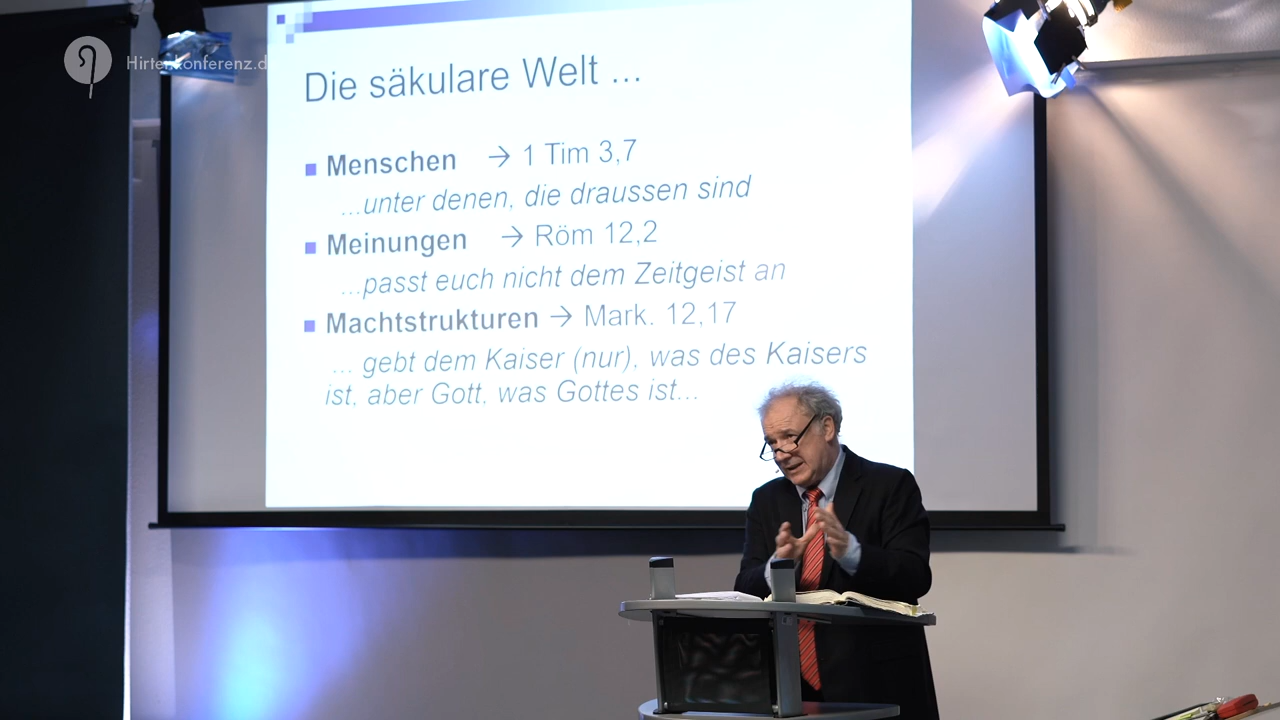 Hirtenkonferenz.d
Die säkulare Welt ...
Menschen → 1 Tim 3,7
...unter denen, die draussen sind
Meinungen → Röm 12,2
...passt euch nicht dem Zeitgeist an
Machtstrukturen → Mark. 12,17
... gebt dem Kaiser (nur), was des Kaisers
ist, aber Gott, was Gottes ist...